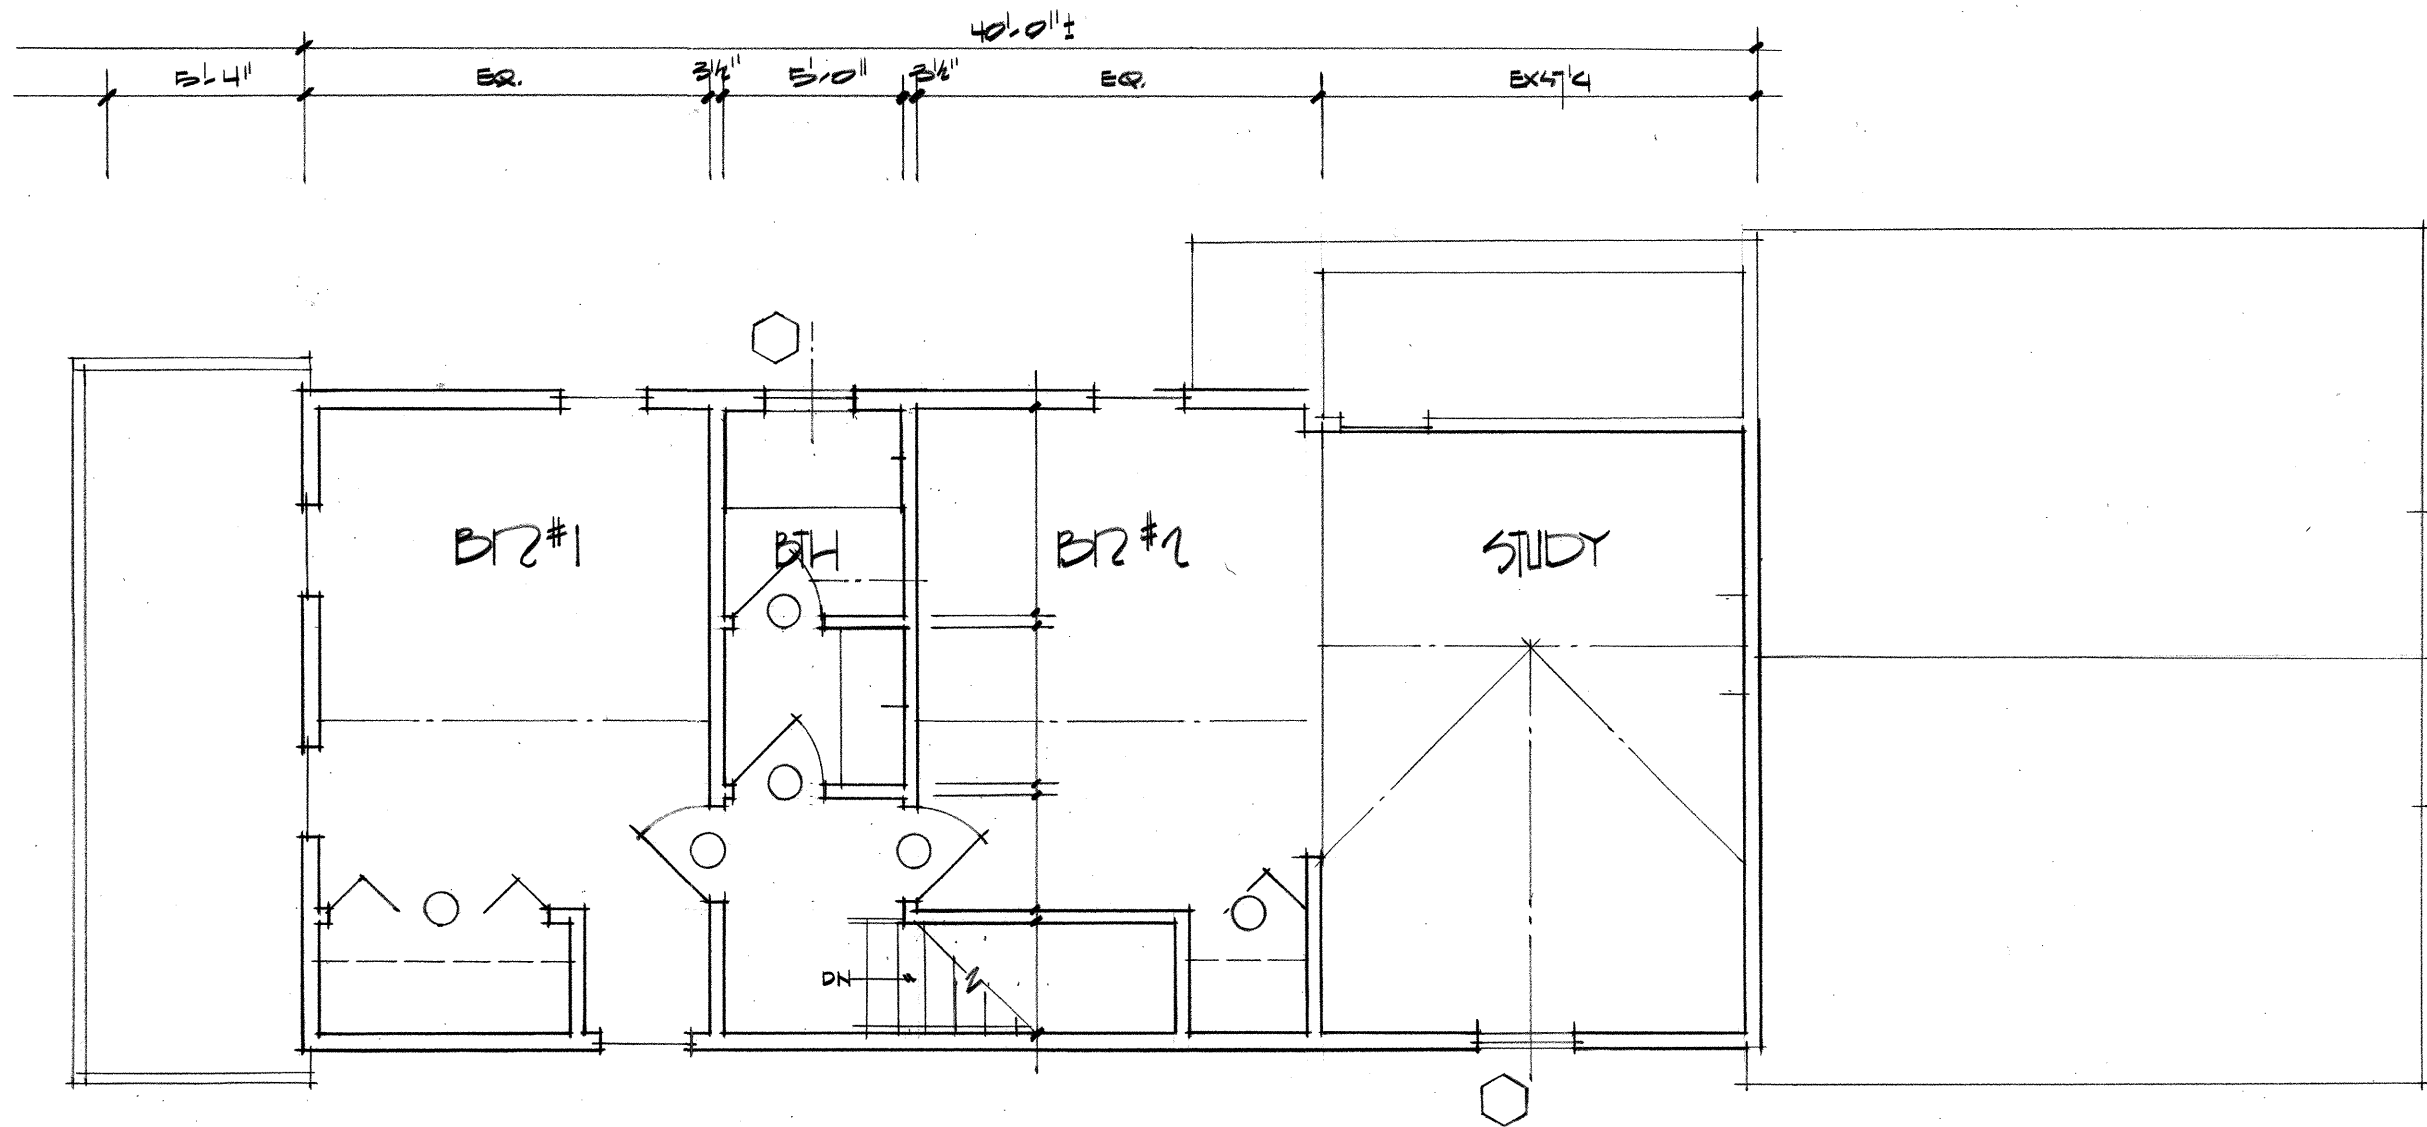 40'-0"±
5'-4" EQ. 3½" 5'-0" 3½" EQ. EXST'G
BR #1 BTH BR #2 STUDY
DN